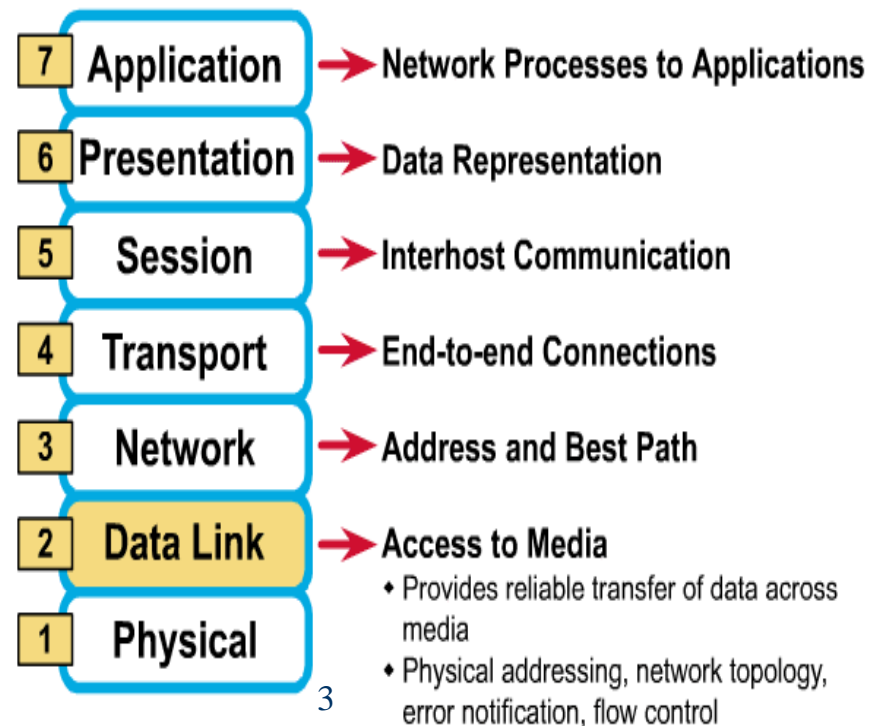 7 Application Network Processes to Applications
6 Presentation Data Representation
5 Session Interhost Communication
4 Transport End-to-end Connections
3 Network Address and Best Path
2 Data Link Access to Media
• Provides reliable transfer of data across
media
1 Physical
• Physical addressing, network topology,
error notification, flow control
3